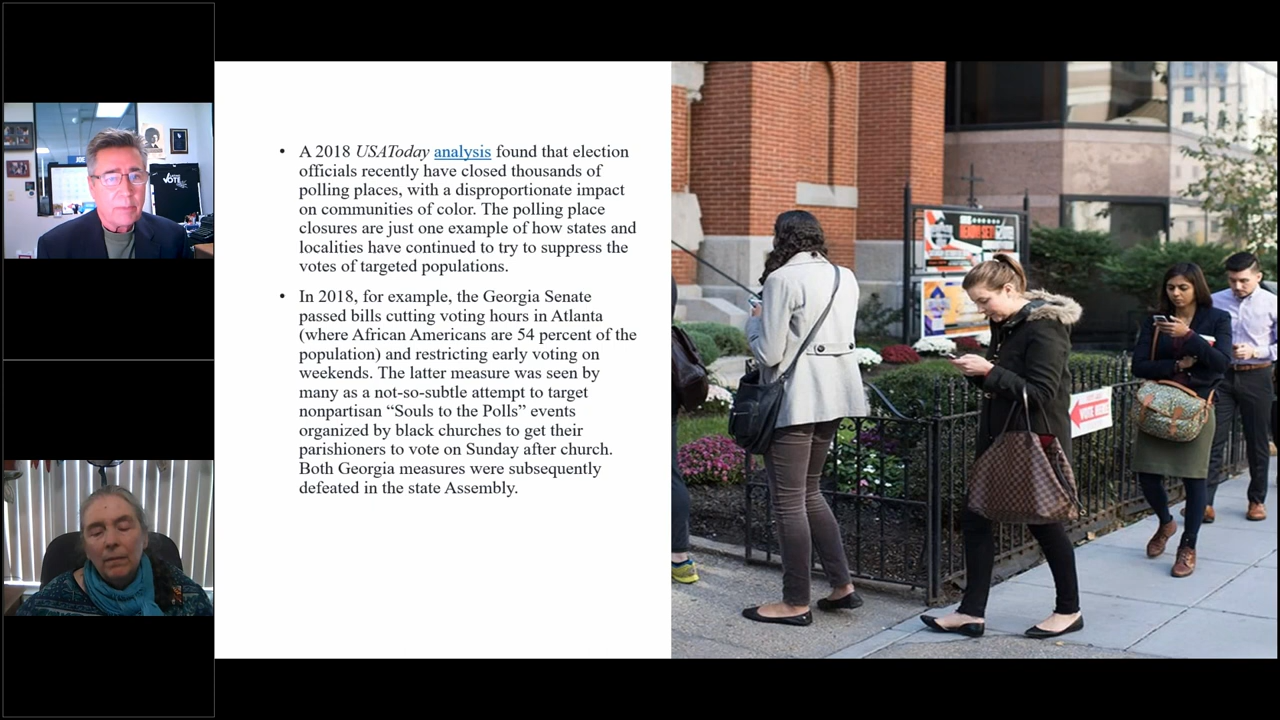 JOE
VOTE
• A 2018 USAToday analysis found that election
officials recently have closed thousands of
polling places, with a disproportionate impact
on communities of color. The polling place
closures are just one example of how states and
localities have continued to try to suppress the
votes of targeted populations.
• In 2018, for example, the Georgia Senate
passed bills cutting voting hours in Atlanta
(where African Americans are 54 percent of the
population) and restricting early voting on
weekends. The latter measure was seen by
many as a not-so-subtle attempt to target
nonpartisan “Souls to the Polls” events
organized by black churches to get their
parishioners to vote on Sunday after church.
Both Georgia measures were subsequently
defeated in the state Assembly.
VOTE HERE